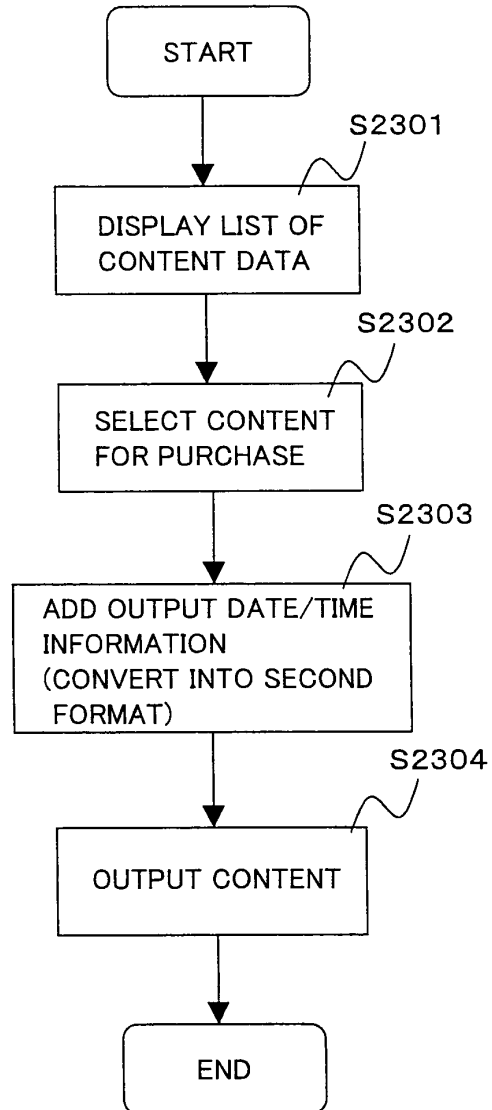 START
S2301
DISPLAY LIST OF
CONTENT DATA
S2302
SELECT CONTENT
FOR PURCHASE
S2303
ADD OUTPUT DATE/TIME
INFORMATION
(CONVERT INTO SECOND
FORMAT)
S2304
OUTPUT CONTENT
END